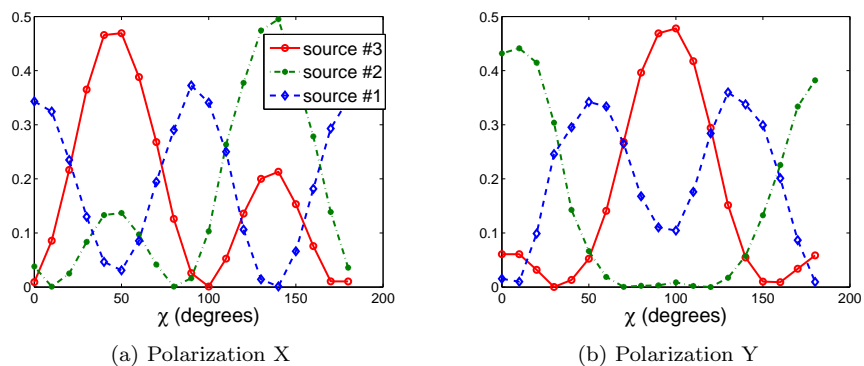 0.5
0.4
0.3
0.2
0.1
0
0 50 100 150 200
χ (degrees)
source #3
source #2
source #1
(a) Polarization X
0.5
0.4
0.3
0.2
0.1
0
0 50 100 150 200
χ (degrees)
(b) Polarization Y